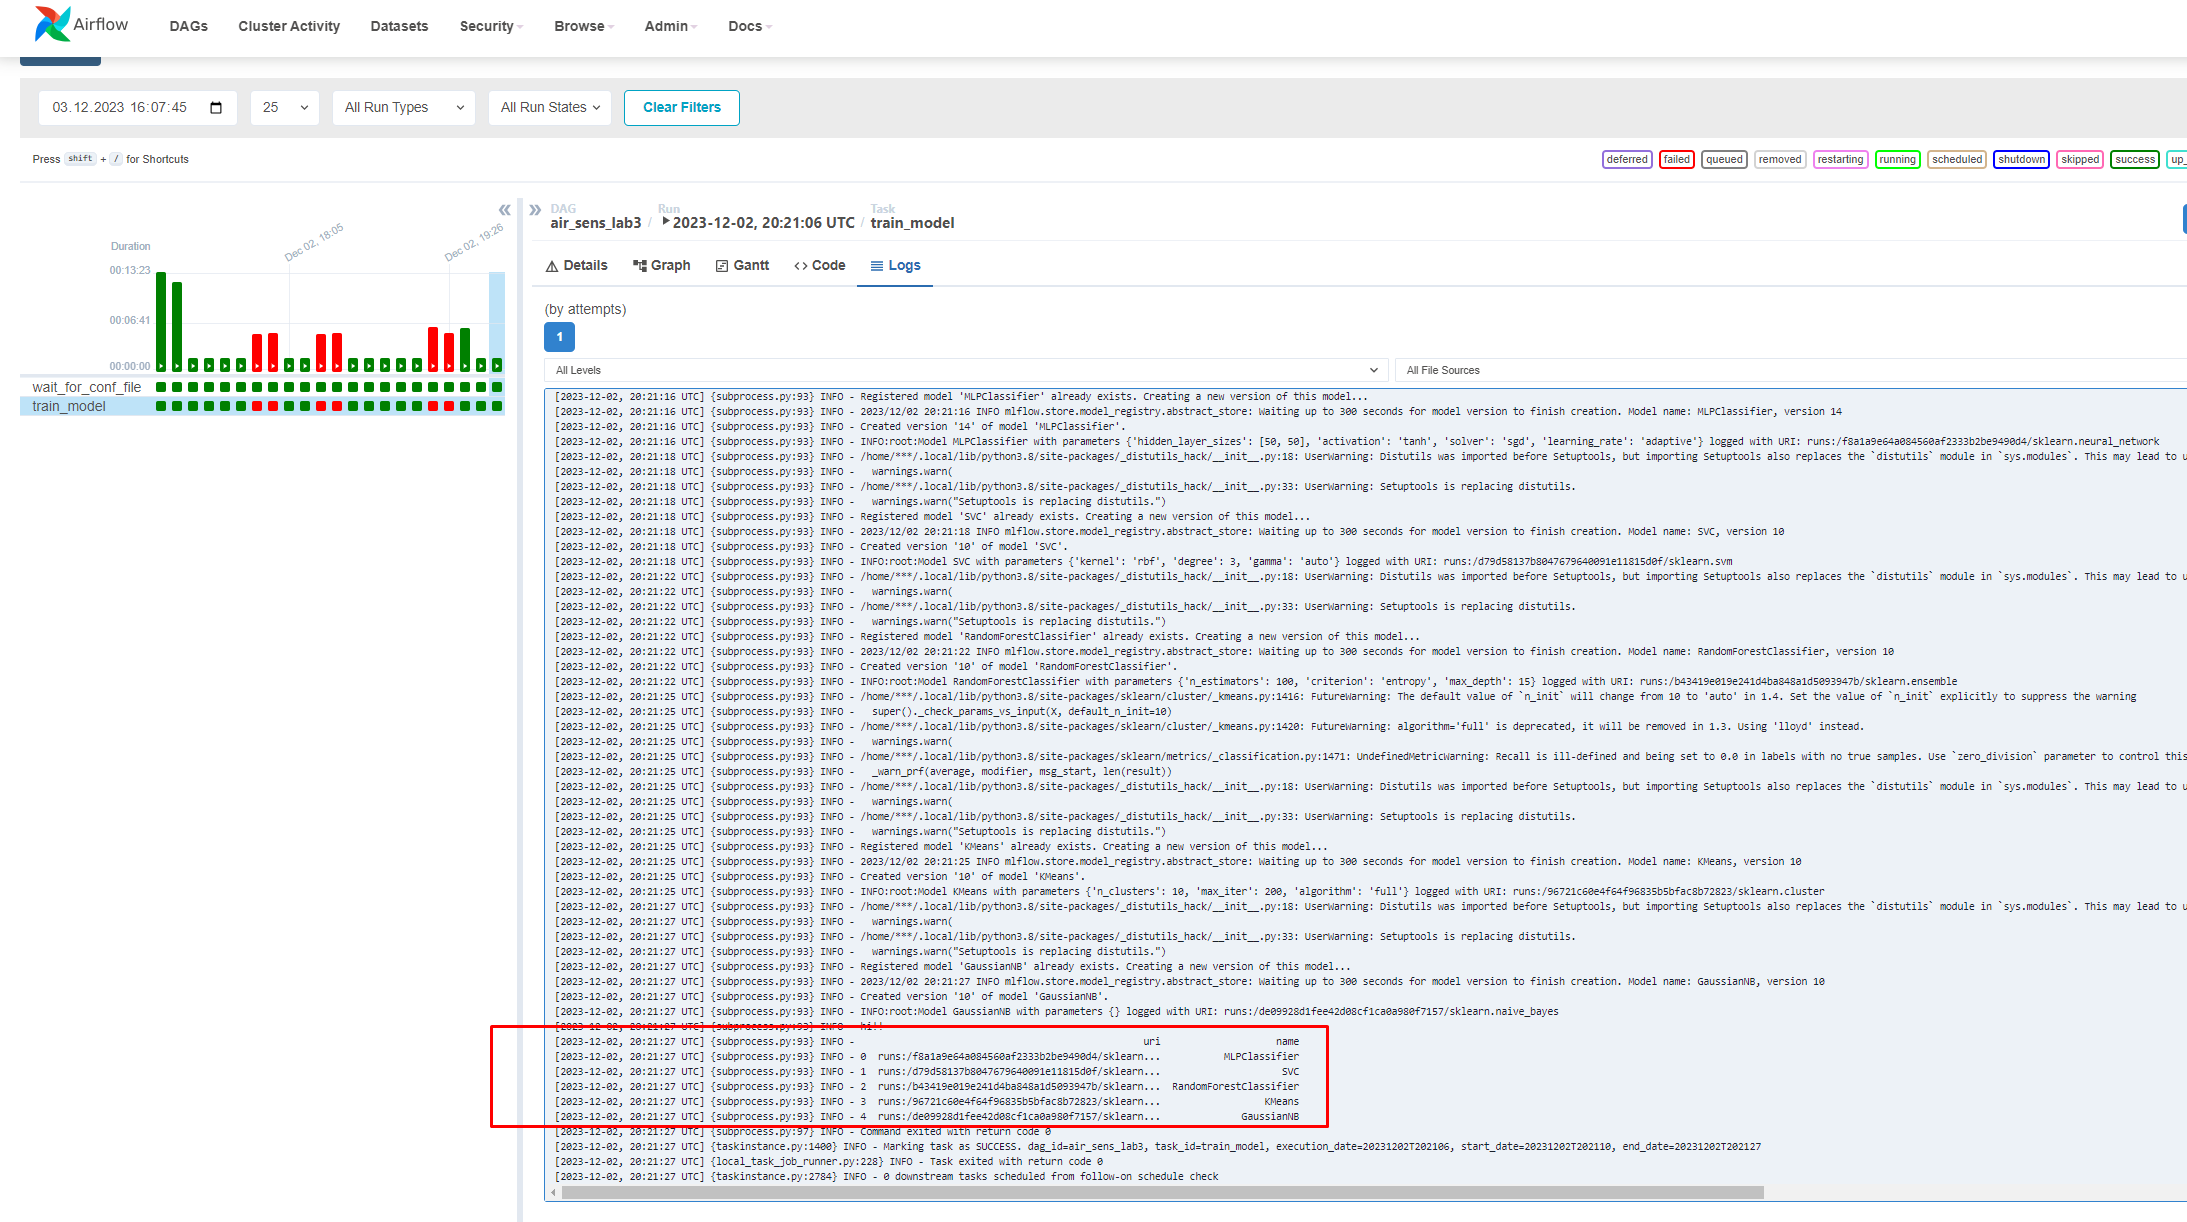 Airflow
DAGs Cluster Activity Datasets Security Browse Admin Docs
03.12.2023 16:07:45 25 All Run Types All Run States Clear Filters
Press shift + / for Shortcuts
deferred failed queued removed restarting running scheduled shutdown skipped success up_
DAG Run Task
air_sens_lab3 / 2023-12-02, 20:21:06 UTC / train_model
Dec 02, 18:05 Dec 02, 19:26
Duration
00:13:23
00:06:41
00:00:00
wait_for_conf_file
train_model
Details Graph Gantt Code Logs
(by attempts)
1
All Levels All File Sources
[2023-12-02, 20:21:16 UTC] {subprocess.py:93} INFO - Registered model 'MLPClassifier' already exists. Creating a new version of this model...
[2023-12-02, 20:21:16 UTC] {subprocess.py:93} INFO - 2023/12/02 20:21:16 INFO mlflow.store.model_registry.abstract_store: Waiting up to 300 seconds for model version to finish creation. Model name: MLPClassifier, version 14
[2023-12-02, 20:21:16 UTC] {subprocess.py:93} INFO - Created version '14' of model 'MLPClassifier'.
[2023-12-02, 20:21:16 UTC] {subprocess.py:93} INFO - INFO:root:Model MLPClassifier with parameters {'hidden_layer_sizes': [50, 50], 'activation': 'tanh', 'solver': 'sgd', 'learning_rate': 'adaptive'} logged with URI: runs:/f8a1a9e64a084560af2333b2be9490d4/sklearn.neural_network
[2023-12-02, 20:21:18 UTC] {subprocess.py:93} INFO - /home/***/.local/lib/python3.8/site-packages/_distutils_hack/__init__.py:18: UserWarning: Distutils was imported before Setuptools, but importing Setuptools also replaces the `distutils` module in `sys.modules`. This may lead to u
[2023-12-02, 20:21:18 UTC] {subprocess.py:93} INFO -   warnings.warn(
[2023-12-02, 20:21:18 UTC] {subprocess.py:93} INFO - /home/***/.local/lib/python3.8/site-packages/_distutils_hack/__init__.py:33: UserWarning: Setuptools is replacing distutils.
[2023-12-02, 20:21:18 UTC] {subprocess.py:93} INFO -   warnings.warn("Setuptools is replacing distutils.")
[2023-12-02, 20:21:18 UTC] {subprocess.py:93} INFO - Registered model 'SVC' already exists. Creating a new version of this model...
[2023-12-02, 20:21:18 UTC] {subprocess.py:93} INFO - 2023/12/02 20:21:18 INFO mlflow.store.model_registry.abstract_store: Waiting up to 300 seconds for model version to finish creation. Model name: SVC, version 10
[2023-12-02, 20:21:18 UTC] {subprocess.py:93} INFO - Created version '10' of model 'SVC'.
[2023-12-02, 20:21:18 UTC] {subprocess.py:93} INFO - INFO:root:Model SVC with parameters {'kernel': 'rbf', 'degree': 3, 'gamma': 'auto'} logged with URI: runs:/d79d58137b8047679640091e11815d0f/sklearn.svm
[2023-12-02, 20:21:22 UTC] {subprocess.py:93} INFO - /home/***/.local/lib/python3.8/site-packages/_distutils_hack/__init__.py:18: UserWarning: Distutils was imported before Setuptools, but importing Setuptools also replaces the `distutils` module in `sys.modules`. This may lead to u
[2023-12-02, 20:21:22 UTC] {subprocess.py:93} INFO -   warnings.warn(
[2023-12-02, 20:21:22 UTC] {subprocess.py:93} INFO - /home/***/.local/lib/python3.8/site-packages/_distutils_hack/__init__.py:33: UserWarning: Setuptools is replacing distutils.
[2023-12-02, 20:21:22 UTC] {subprocess.py:93} INFO -   warnings.warn("Setuptools is replacing distutils.")
[2023-12-02, 20:21:22 UTC] {subprocess.py:93} INFO - Registered model 'RandomForestClassifier' already exists. Creating a new version of this model...
[2023-12-02, 20:21:22 UTC] {subprocess.py:93} INFO - 2023/12/02 20:21:22 INFO mlflow.store.model_registry.abstract_store: Waiting up to 300 seconds for model version to finish creation. Model name: RandomForestClassifier, version 10
[2023-12-02, 20:21:22 UTC] {subprocess.py:93} INFO - Created version '10' of model 'RandomForestClassifier'.
[2023-12-02, 20:21:22 UTC] {subprocess.py:93} INFO - INFO:root:Model RandomForestClassifier with parameters {'n_estimators': 100, 'criterion': 'entropy', 'max_depth': 15} logged with URI: runs:/b43419e019e241d4ba848a1d5093947b/sklearn.ensemble
[2023-12-02, 20:21:25 UTC] {subprocess.py:93} INFO - /home/***/.local/lib/python3.8/site-packages/sklearn/cluster/_kmeans.py:1416: FutureWarning: The default value of `n_init` will change from 10 to 'auto' in 1.4. Set the value of `n_init` explicitly to suppress the warning
[2023-12-02, 20:21:25 UTC] {subprocess.py:93} INFO -   super()._check_params_vs_input(X, default_n_init=10)
[2023-12-02, 20:21:25 UTC] {subprocess.py:93} INFO - /home/***/.local/lib/python3.8/site-packages/sklearn/cluster/_kmeans.py:1420: FutureWarning: algorithm='full' is deprecated, it will be removed in 1.3. Using 'lloyd' instead.
[2023-12-02, 20:21:25 UTC] {subprocess.py:93} INFO -   warnings.warn(
[2023-12-02, 20:21:25 UTC] {subprocess.py:93} INFO - /home/***/.local/lib/python3.8/site-packages/sklearn/metrics/_classification.py:1471: UndefinedMetricWarning: Recall is ill-defined and being set to 0.0 in labels with no true samples. Use `zero_division` parameter to control this
[2023-12-02, 20:21:25 UTC] {subprocess.py:93} INFO -   _warn_prf(average, modifier, msg_start, len(result))
[2023-12-02, 20:21:25 UTC] {subprocess.py:93} INFO - /home/***/.local/lib/python3.8/site-packages/_distutils_hack/__init__.py:18: UserWarning: Distutils was imported before Setuptools, but importing Setuptools also replaces the `distutils` module in `sys.modules`. This may lead to u
[2023-12-02, 20:21:25 UTC] {subprocess.py:93} INFO -   warnings.warn(
[2023-12-02, 20:21:25 UTC] {subprocess.py:93} INFO - /home/***/.local/lib/python3.8/site-packages/_distutils_hack/__init__.py:33: UserWarning: Setuptools is replacing distutils.
[2023-12-02, 20:21:25 UTC] {subprocess.py:93} INFO -   warnings.warn("Setuptools is replacing distutils.")
[2023-12-02, 20:21:25 UTC] {subprocess.py:93} INFO - Registered model 'KMeans' already exists. Creating a new version of this model...
[2023-12-02, 20:21:25 UTC] {subprocess.py:93} INFO - 2023/12/02 20:21:25 INFO mlflow.store.model_registry.abstract_store: Waiting up to 300 seconds for model version to finish creation. Model name: KMeans, version 10
[2023-12-02, 20:21:25 UTC] {subprocess.py:93} INFO - Created version '10' of model 'KMeans'.
[2023-12-02, 20:21:25 UTC] {subprocess.py:93} INFO - INFO:root:Model KMeans with parameters {'n_clusters': 10, 'max_iter': 200, 'algorithm': 'full'} logged with URI: runs:/96721c60e4f64f96835b5bfac8b72823/sklearn.cluster
[2023-12-02, 20:21:27 UTC] {subprocess.py:93} INFO - /home/***/.local/lib/python3.8/site-packages/_distutils_hack/__init__.py:18: UserWarning: Distutils was imported before Setuptools, but importing Setuptools also replaces the `distutils` module in `sys.modules`. This may lead to u
[2023-12-02, 20:21:27 UTC] {subprocess.py:93} INFO -   warnings.warn(
[2023-12-02, 20:21:27 UTC] {subprocess.py:93} INFO - /home/***/.local/lib/python3.8/site-packages/_distutils_hack/__init__.py:33: UserWarning: Setuptools is replacing distutils.
[2023-12-02, 20:21:27 UTC] {subprocess.py:93} INFO -   warnings.warn("Setuptools is replacing distutils.")
[2023-12-02, 20:21:27 UTC] {subprocess.py:93} INFO - Registered model 'GaussianNB' already exists. Creating a new version of this model...
[2023-12-02, 20:21:27 UTC] {subprocess.py:93} INFO - 2023/12/02 20:21:27 INFO mlflow.store.model_registry.abstract_store: Waiting up to 300 seconds for model version to finish creation. Model name: GaussianNB, version 10
[2023-12-02, 20:21:27 UTC] {subprocess.py:93} INFO - Created version '10' of model 'GaussianNB'.
[2023-12-02, 20:21:27 UTC] {subprocess.py:93} INFO - INFO:root:Model GaussianNB with parameters {} logged with URI: runs:/de09928d1fee42d08cf1ca0a980f7157/sklearn.naive_bayes
[2023-12-02, 20:21:27 UTC] {subprocess.py:93} INFO - hi!!
[2023-12-02, 20:21:27 UTC] {subprocess.py:93} INFO - uri name
[2023-12-02, 20:21:27 UTC] {subprocess.py:93} INFO - 0 runs:/f8a1a9e64a084560af2333b2be9490d4/sklearn... MLPClassifier
[2023-12-02, 20:21:27 UTC] {subprocess.py:93} INFO - 1 runs:/d79d58137b8047679640091e11815d0f/sklearn... SVC
[2023-12-02, 20:21:27 UTC] {subprocess.py:93} INFO - 2 runs:/b43419e019e241d4ba848a1d5093947b/sklearn... RandomForestClassifier
[2023-12-02, 20:21:27 UTC] {subprocess.py:93} INFO - 3 runs:/96721c60e4f64f96835b5bfac8b72823/sklearn... KMeans
[2023-12-02, 20:21:27 UTC] {subprocess.py:93} INFO - 4 runs:/de09928d1fee42d08cf1ca0a980f7157/sklearn... GaussianNB
[2023-12-02, 20:21:27 UTC] {subprocess.py:97} INFO - Command exited with return code 0
[2023-12-02, 20:21:27 UTC] {taskinstance.py:1400} INFO - Marking task as SUCCESS. dag_id=air_sens_lab3, task_id=train_model, execution_date=20231202T202106, start_date=20231202T202110, end_date=20231202T202127
[2023-12-02, 20:21:27 UTC] {local_task_job_runner.py:228} INFO - Task exited with return code 0
[2023-12-02, 20:21:27 UTC] {taskinstance.py:2784} INFO - 0 downstream tasks scheduled from follow-on schedule check